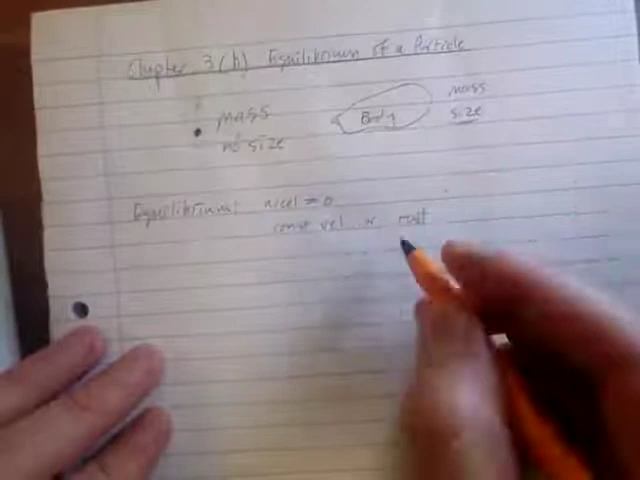 Chapter 3(h) Equilibrium of a Particle
mass
no size
Body
mass
size
Equilibrium: accel = 0
const vel or rest